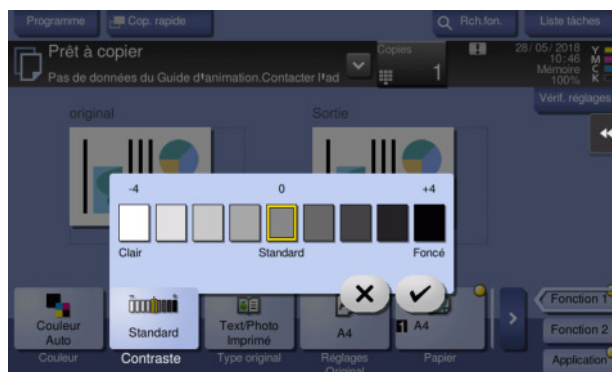 Programme
Cop. rapide
Rch.fon.
Liste tâches
Prêt à copier
Copies
28/05/2018
10:46
Mémoire
100%
Y
M
C
K
Pas de données du Guide d'animation.Contacter l'ad
1
Vérif. réglages
original
Sortie
-4
0
+4
Clair
Standard
Foncé
Couleur
Auto
Standard
Text/Photo
Imprimé
A4
1 A4
Couleur
Contraste
Type original
Réglages
Original
Papier
Fonction 1
Fonction 2
Application